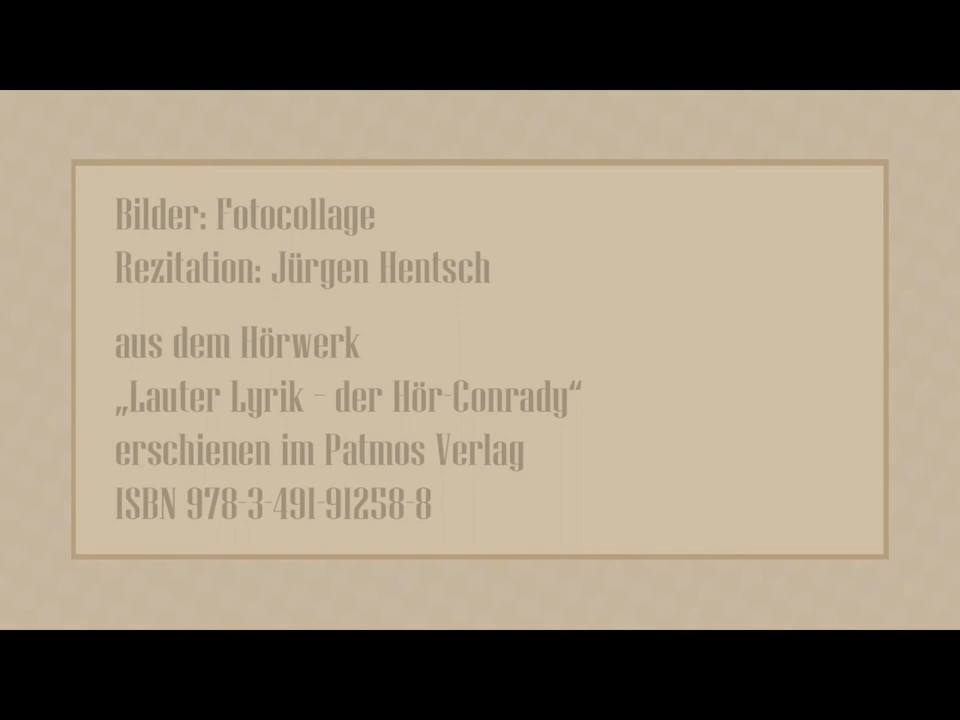 Bilder: Fotocollage
Rezitation: Jürgen Hentsch
aus dem Hörwerk
„Lauter Lyrik - der Hör-Conrady“
erschienen im Patmos Verlag
ISBN 978-3-491-91258-8